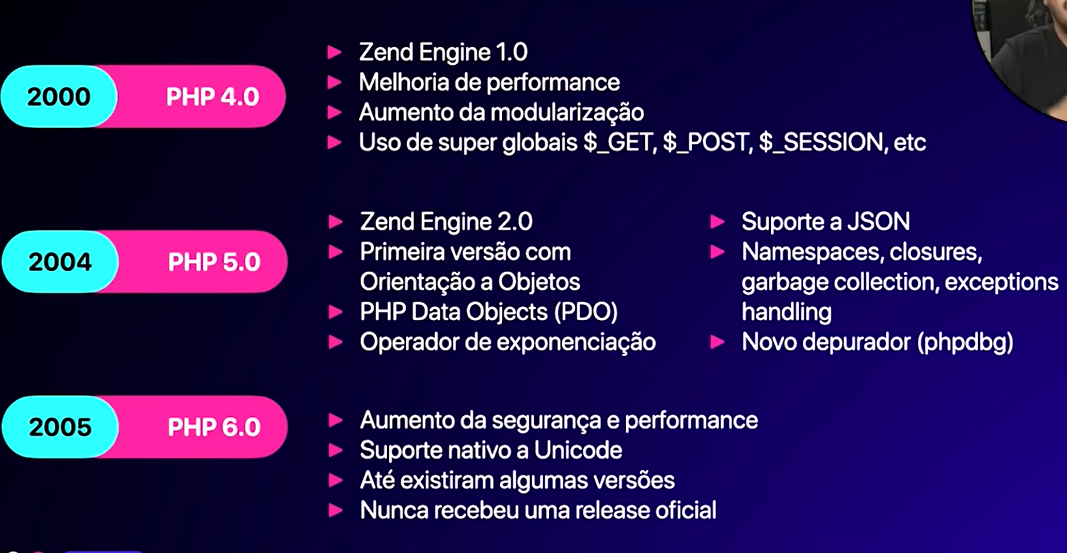 2000 PHP 4.0
Zend Engine 1.0
Melhoria de performance
Aumento da modularização
Uso de super globais $_GET, $_POST, $_SESSION, etc
2004 PHP 5.0
Zend Engine 2.0
Primeira versão com
Orientação a Objetos
PHP Data Objects (PDO)
Operador de exponenciação
Suporte a JSON
Namespaces, closures,
garbage collection, exceptions
handling
Novo depurador (phpdbg)
2005 PHP 6.0
Aumento da segurança e performance
Suporte nativo a Unicode
Até existiram algumas versões
Nunca recebeu uma release oficial